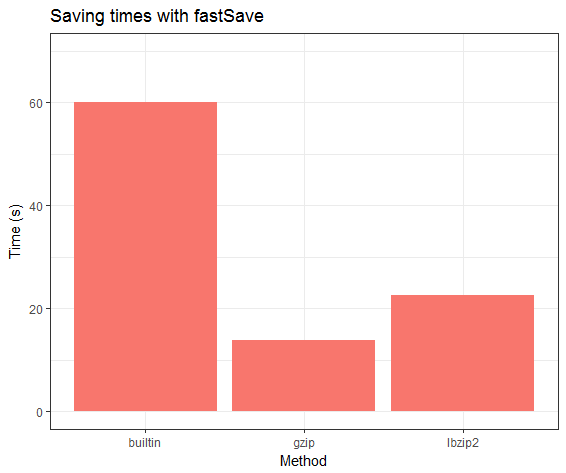 Saving times with fastSave
Time (s)
60
40
20
0
builtin
gzip
lbzip2
Method